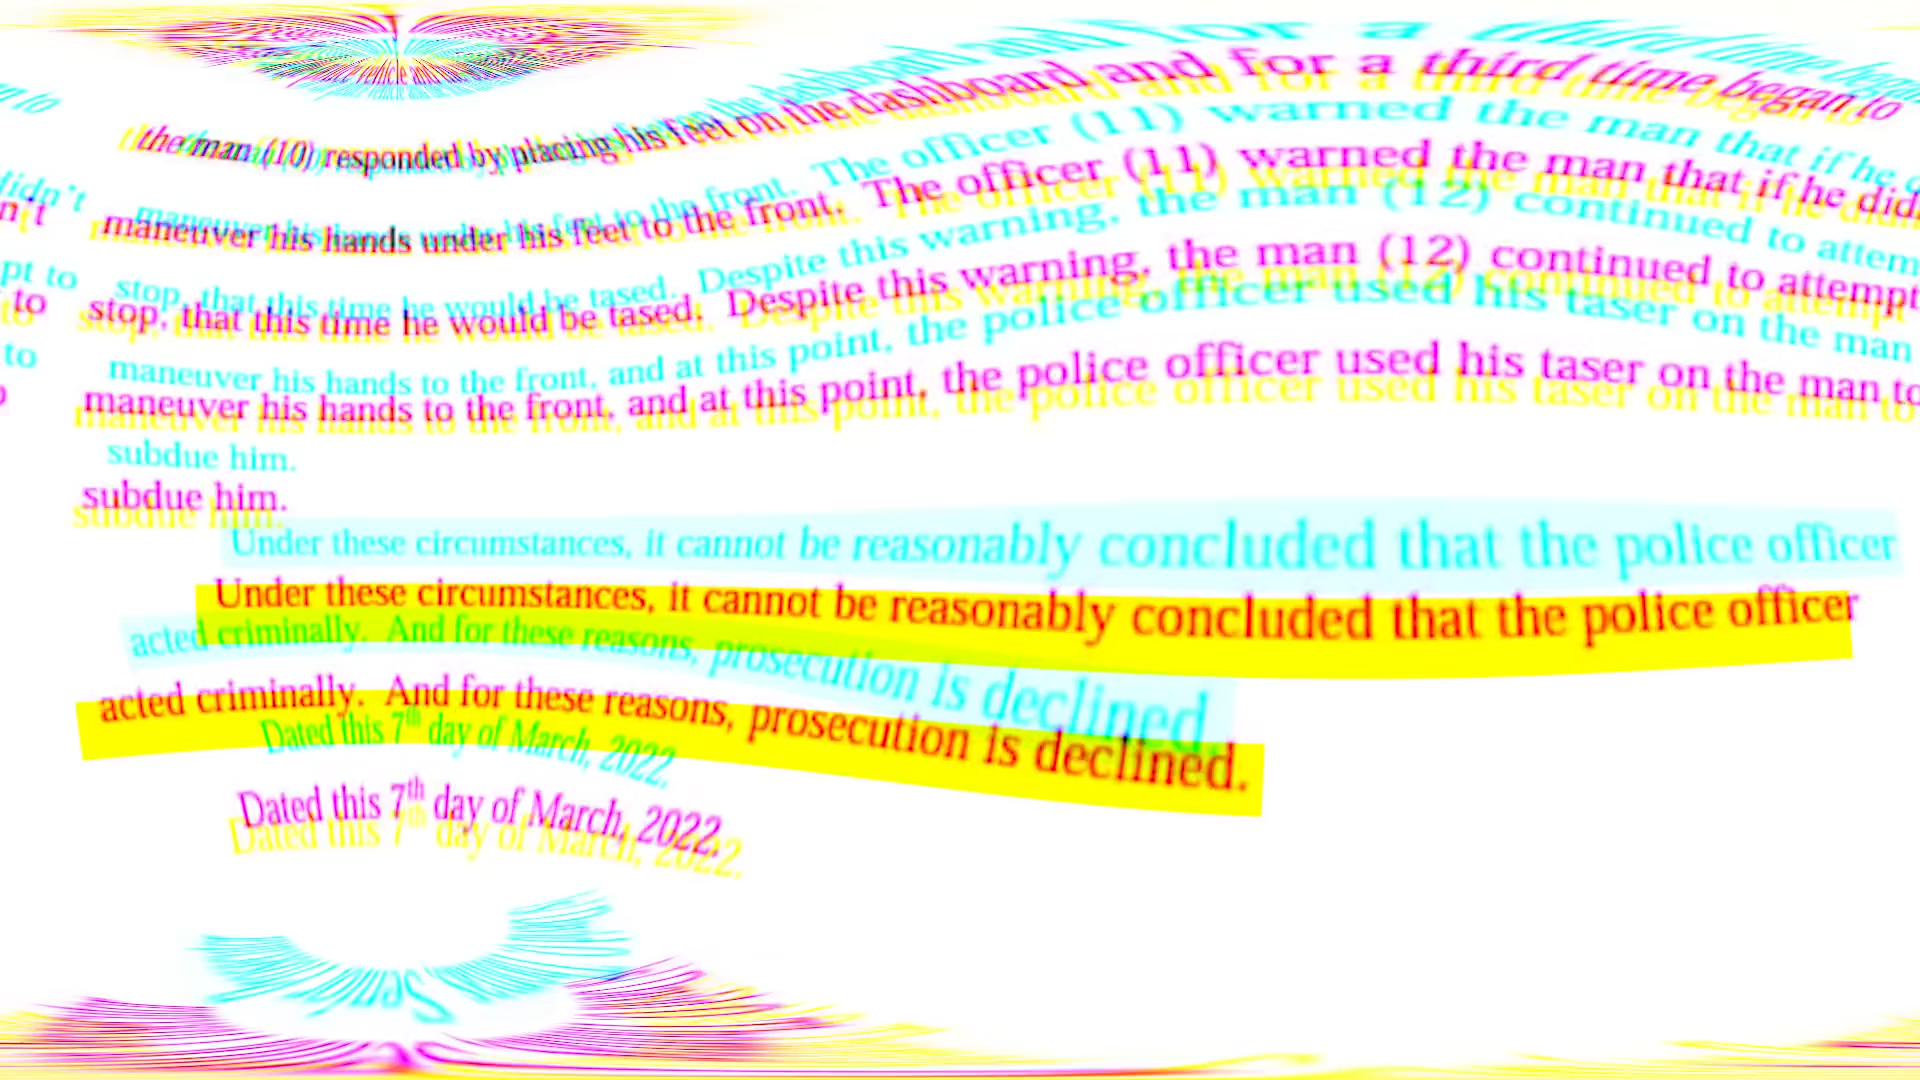 the man (10) responded by placing his feet on the dashboard and for a third time began to
maneuver his hands under his feet to the front. The officer (11) warned the man that if he didn't
stop, that this time he would be tased. Despite this warning, the man (12) continued to attempt to
maneuver his hands to the front, and at this point, the police officer used his taser on the man to
subdue him.
Under these circumstances, it cannot be reasonably concluded that the police officer
acted criminally. And for these reasons, prosecution is declined.
Dated this 7th day of March, 2022.